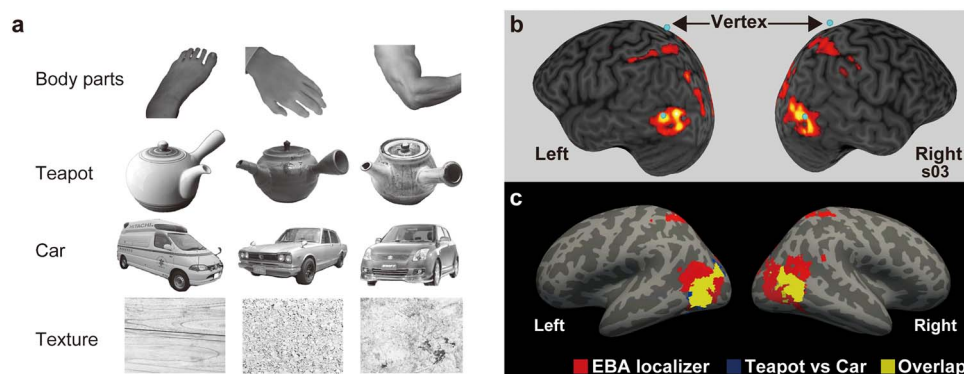 a
Body parts
Teapot
Car
Texture
b
Vertex
Left
Right
s03
c
Left
Right
EBA localizer
Teapot vs Car
Overlap